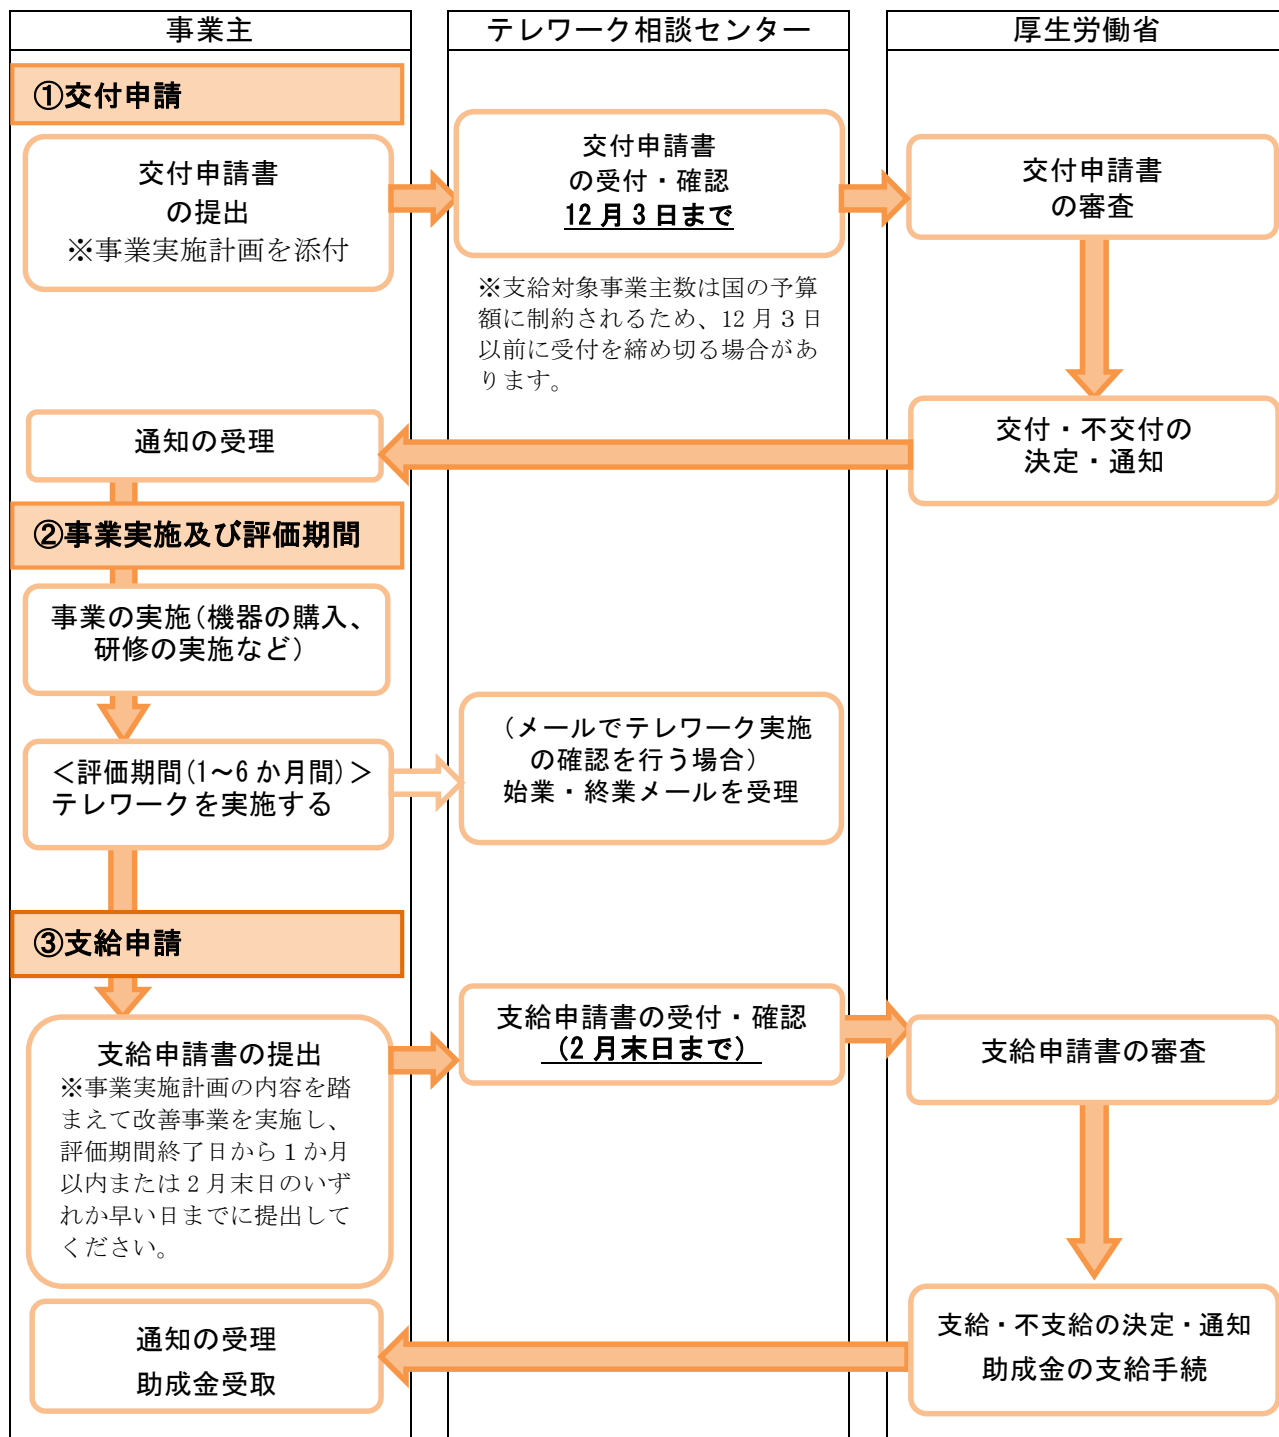 事業主
テレワーク相談センター
厚生労働省
①交付申請
交付申請書
の提出
※事業実施計画を添付
交付申請書
の受付・確認
12月3日まで
交付申請書
の審査
※支給対象事業主数は国の予算
額に制約されるため、12月3日
以前に受付を締め切る場合があ
ります。
通知の受理
交付・不交付の
決定・通知
②事業実施及び評価期間
事業の実施(機器の購入、
研修の実施など)
<評価期間(1~6か月間)>
テレワークを実施する
(メールでテレワーク実施
の確認を行う場合)
始業・終業メールを受理
③支給申請
支給申請書の提出
※事業実施計画の内容を踏
まえて改善事業を実施し、
評価期間終了日から1か月
以内または2月末日のいず
れか早い日までに提出して
ください。
支給申請書の受付・確認
(2月末日まで)
支給申請書の審査
通知の受理
助成金受取
支給・不支給の決定・通知
助成金の支給手続